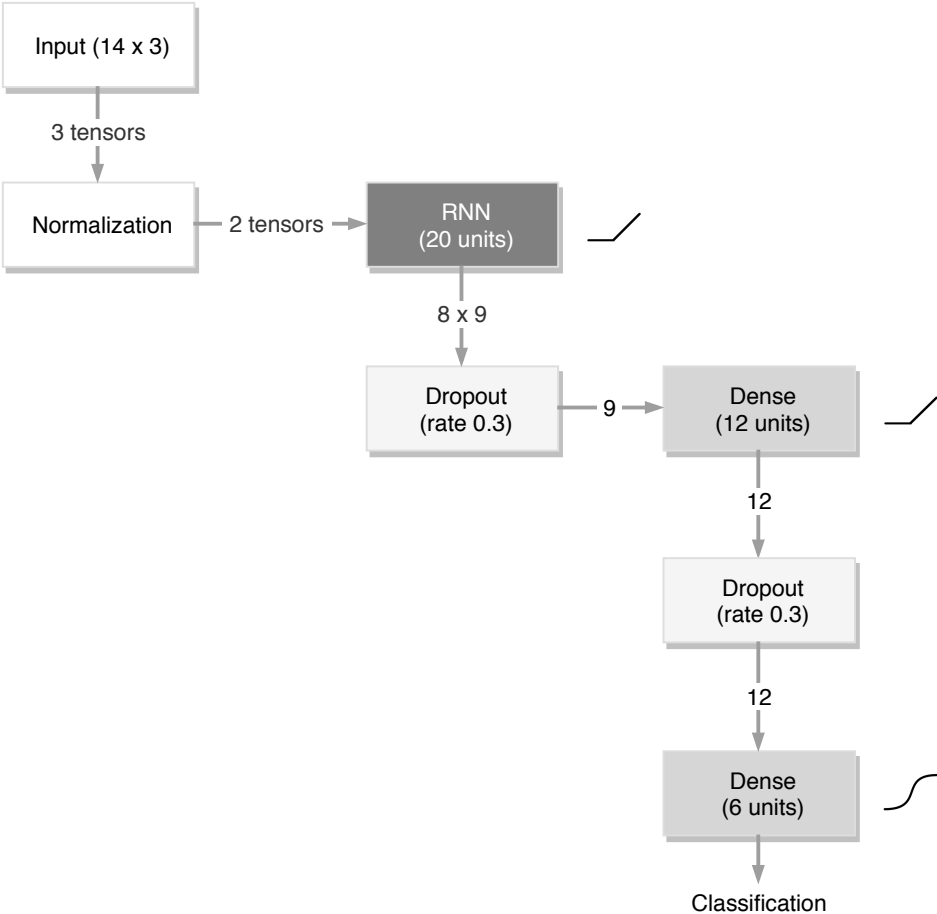 Input (14 x 3)
3 tensors
Normalization
2 tensors
RNN
(20 units)
8 x 9
Dropout
(rate 0.3)
9
Dense
(12 units)
12
Dropout
(rate 0.3)
12
Dense
(6 units)
Classification